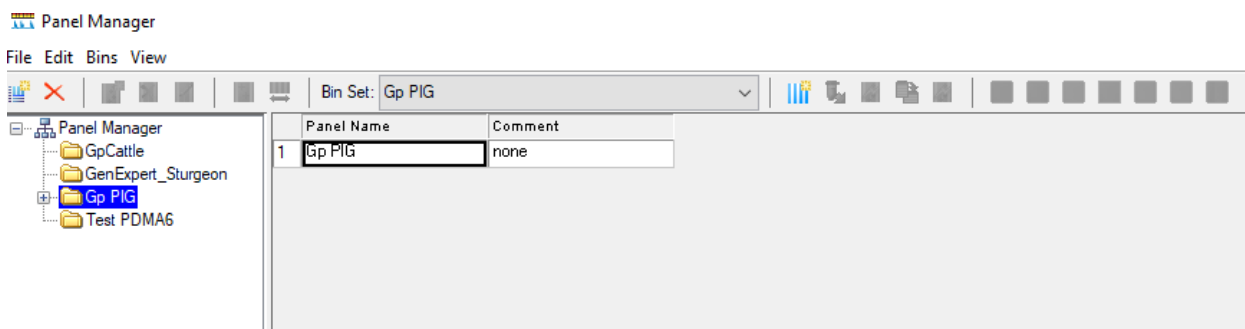 Panel Manager
File Edit Bins View
Bin Set: Gp PIG
Panel Manager
GpCattle
GenExpert_Sturgeon
Gp PIG
Test PDMA6
Panel Name Comment
1 Gp PIG none